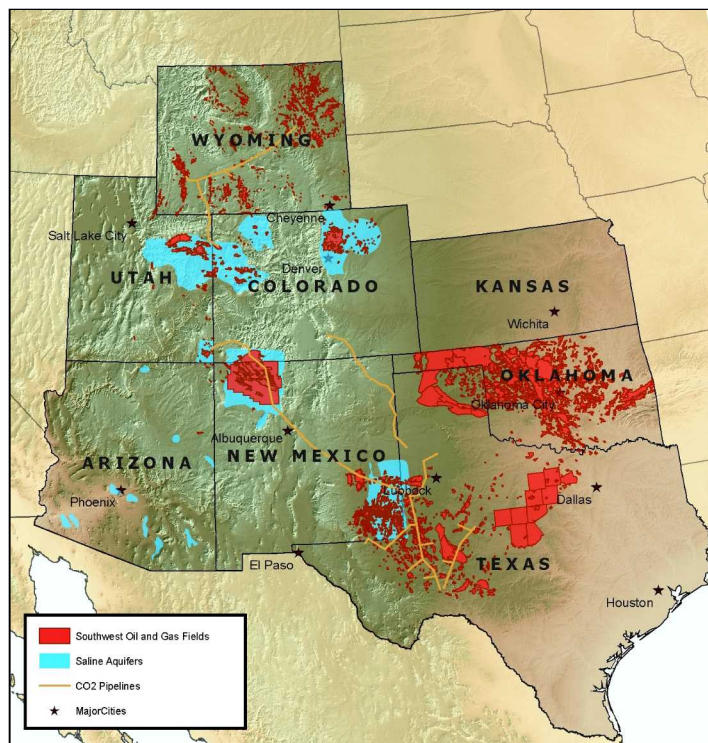 WYOMING
Cheyenne
Salt Lake City
Denver
UTAH
COLORADO
KANSAS
Wichita
OKLAHOMA
Oklahoma City
Albuquerque
ARIZONA
NEW MEXICO
Phoenix
Lubbock
Dallas
El Paso
TEXAS
Houston
Southwest Oil and Gas Fields
Saline Aquifers
CO2 Pipelines
MajorCities